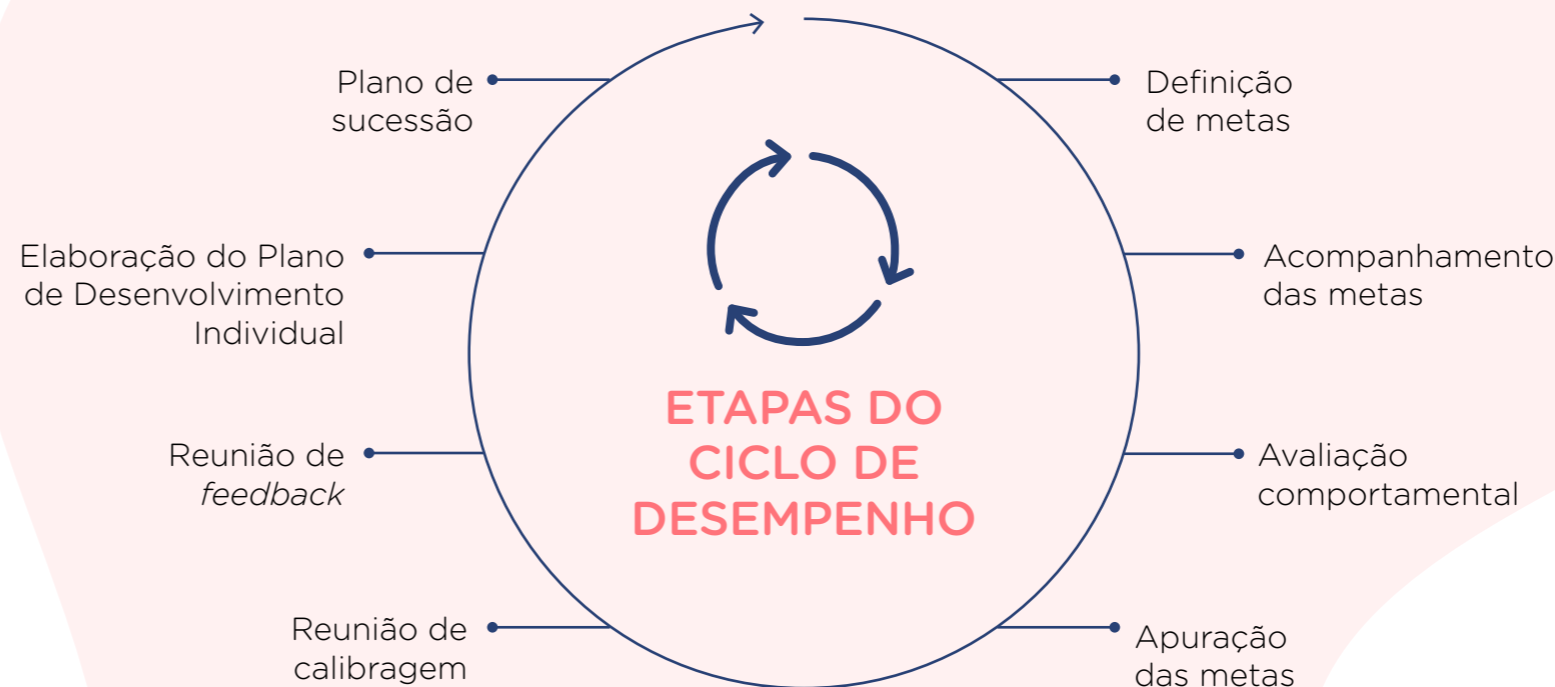 ETAPAS DO
CICLO DE
DESEMPENHO
Definição
de metas
Acompanhamento
das metas
Avaliação
comportamental
Apuração
das metas
Reunião de
calibragem
Reunião de
feedback
Elaboração do Plano
de Desenvolvimento
Individual
Plano de
sucessão